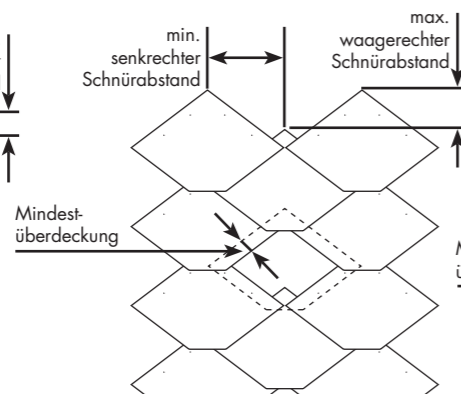 min.
senkrechter
Schnürabstand
max.
waagerechter
Schnürabstand
Mindest-
überdeckung